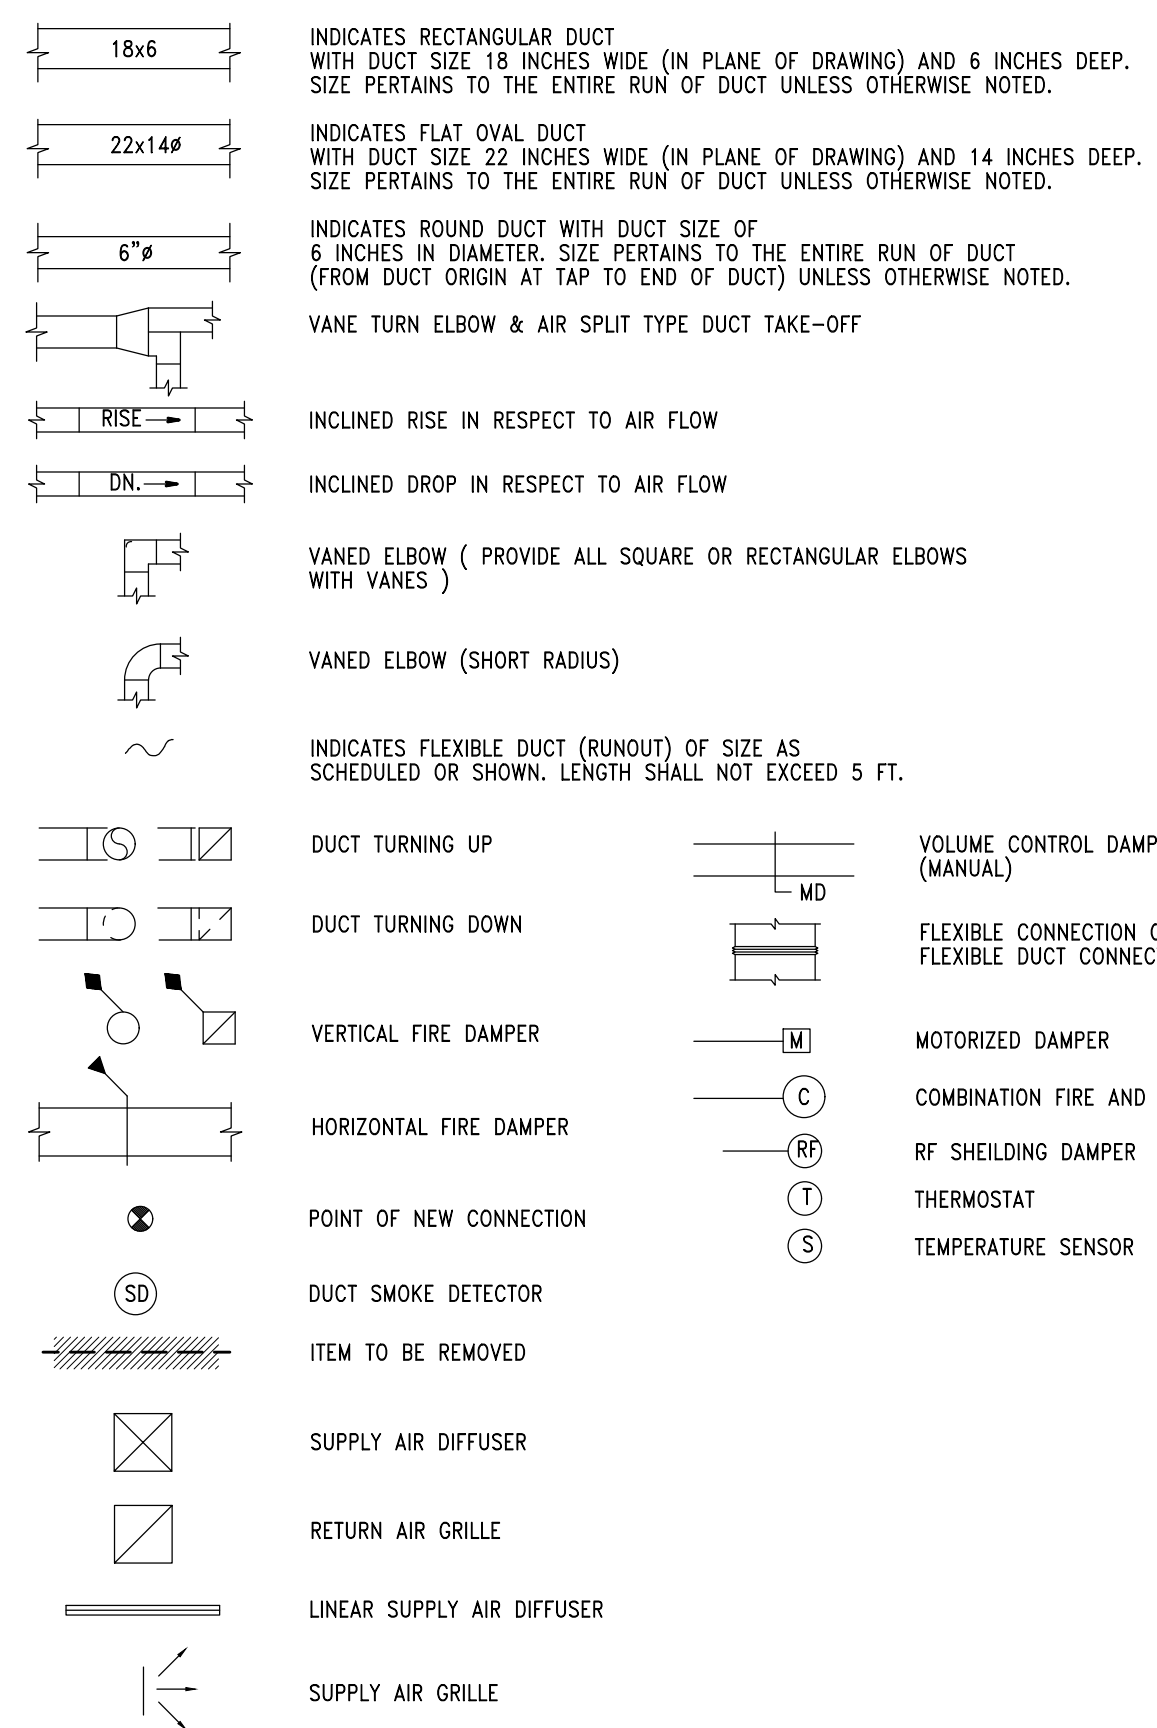 18x6
INDICATES RECTANGULAR DUCT
WITH DUCT SIZE 18 INCHES WIDE (IN PLANE OF DRAWING) AND 6 INCHES DEEP.
SIZE PERTAINS TO THE ENTIRE RUN OF DUCT UNLESS OTHERWISE NOTED.
22x14ø
INDICATES FLAT OVAL DUCT
WITH DUCT SIZE 22 INCHES WIDE (IN PLANE OF DRAWING) AND 14 INCHES DEEP.
SIZE PERTAINS TO THE ENTIRE RUN OF DUCT UNLESS OTHERWISE NOTED.
6"ø
INDICATES ROUND DUCT WITH DUCT SIZE OF
6 INCHES IN DIAMETER. SIZE PERTAINS TO THE ENTIRE RUN OF DUCT
(FROM DUCT ORIGIN AT TAP TO END OF DUCT) UNLESS OTHERWISE NOTED.
VANE TURN ELBOW & AIR SPLIT TYPE DUCT TAKE-OFF
RISE
INCLINED RISE IN RESPECT TO AIR FLOW
DN.
INCLINED DROP IN RESPECT TO AIR FLOW
VANED ELBOW ( PROVIDE ALL SQUARE OR RECTANGULAR ELBOWS
WITH VANES )
VANED ELBOW (SHORT RADIUS)
INDICATES FLEXIBLE DUCT (RUNOUT) OF SIZE AS
SCHEDULED OR SHOWN. LENGTH SHALL NOT EXCEED 5 FT.
DUCT TURNING UP
DUCT TURNING DOWN
VERTICAL FIRE DAMPER
HORIZONTAL FIRE DAMPER
POINT OF NEW CONNECTION
SD
DUCT SMOKE DETECTOR
ITEM TO BE REMOVED
SUPPLY AIR DIFFUSER
RETURN AIR GRILLE
LINEAR SUPPLY AIR DIFFUSER
SUPPLY AIR GRILLE
MD
VOLUME CONTROL DAMP
(MANUAL)
FLEXIBLE CONNECTION
FLEXIBLE DUCT CONNEC
M
MOTORIZED DAMPER
C
COMBINATION FIRE AND
RF
RF SHEILDING DAMPER
T
THERMOSTAT
S
TEMPERATURE SENSOR